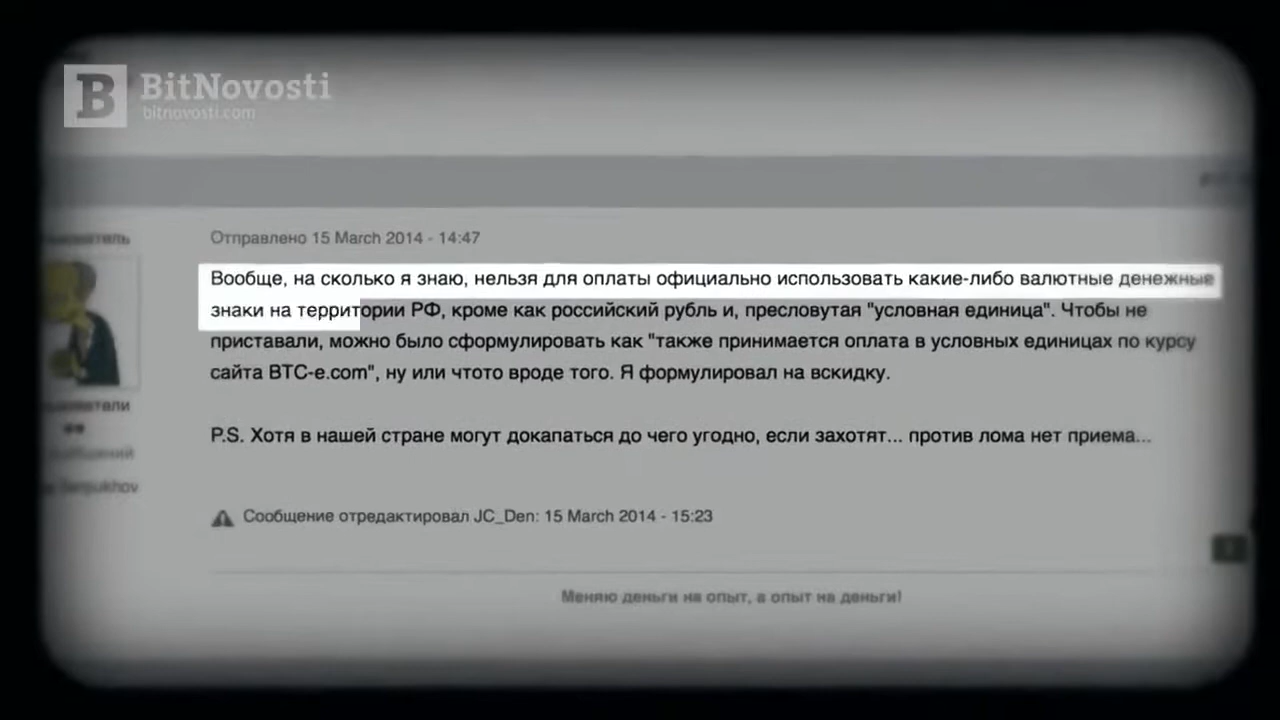 BitNovosti
bitnovosti.com
Отправлено 15 March 2014 - 14:47
Вообще, на сколько я знаю, нельзя для оплаты официально использовать какие-либо валютные денежные
знаки на территории РФ, кроме как российский рубль и, пресловутая "условная единица". Чтобы не
приставали, можно было сформулировать как "также принимается оплата в условных единицах по курсу
сайта BTC-e.com", ну или чтото вроде того. Я формулировал на вскидку.
P.S. Хотя в нашей стране могут докапаться до чего угодно, если захотят... против лома нет приема...
Сообщение отредактировал JC_Den: 15 March 2014 - 15:23
Меняю деньги на опыт, а опыт на деньги!